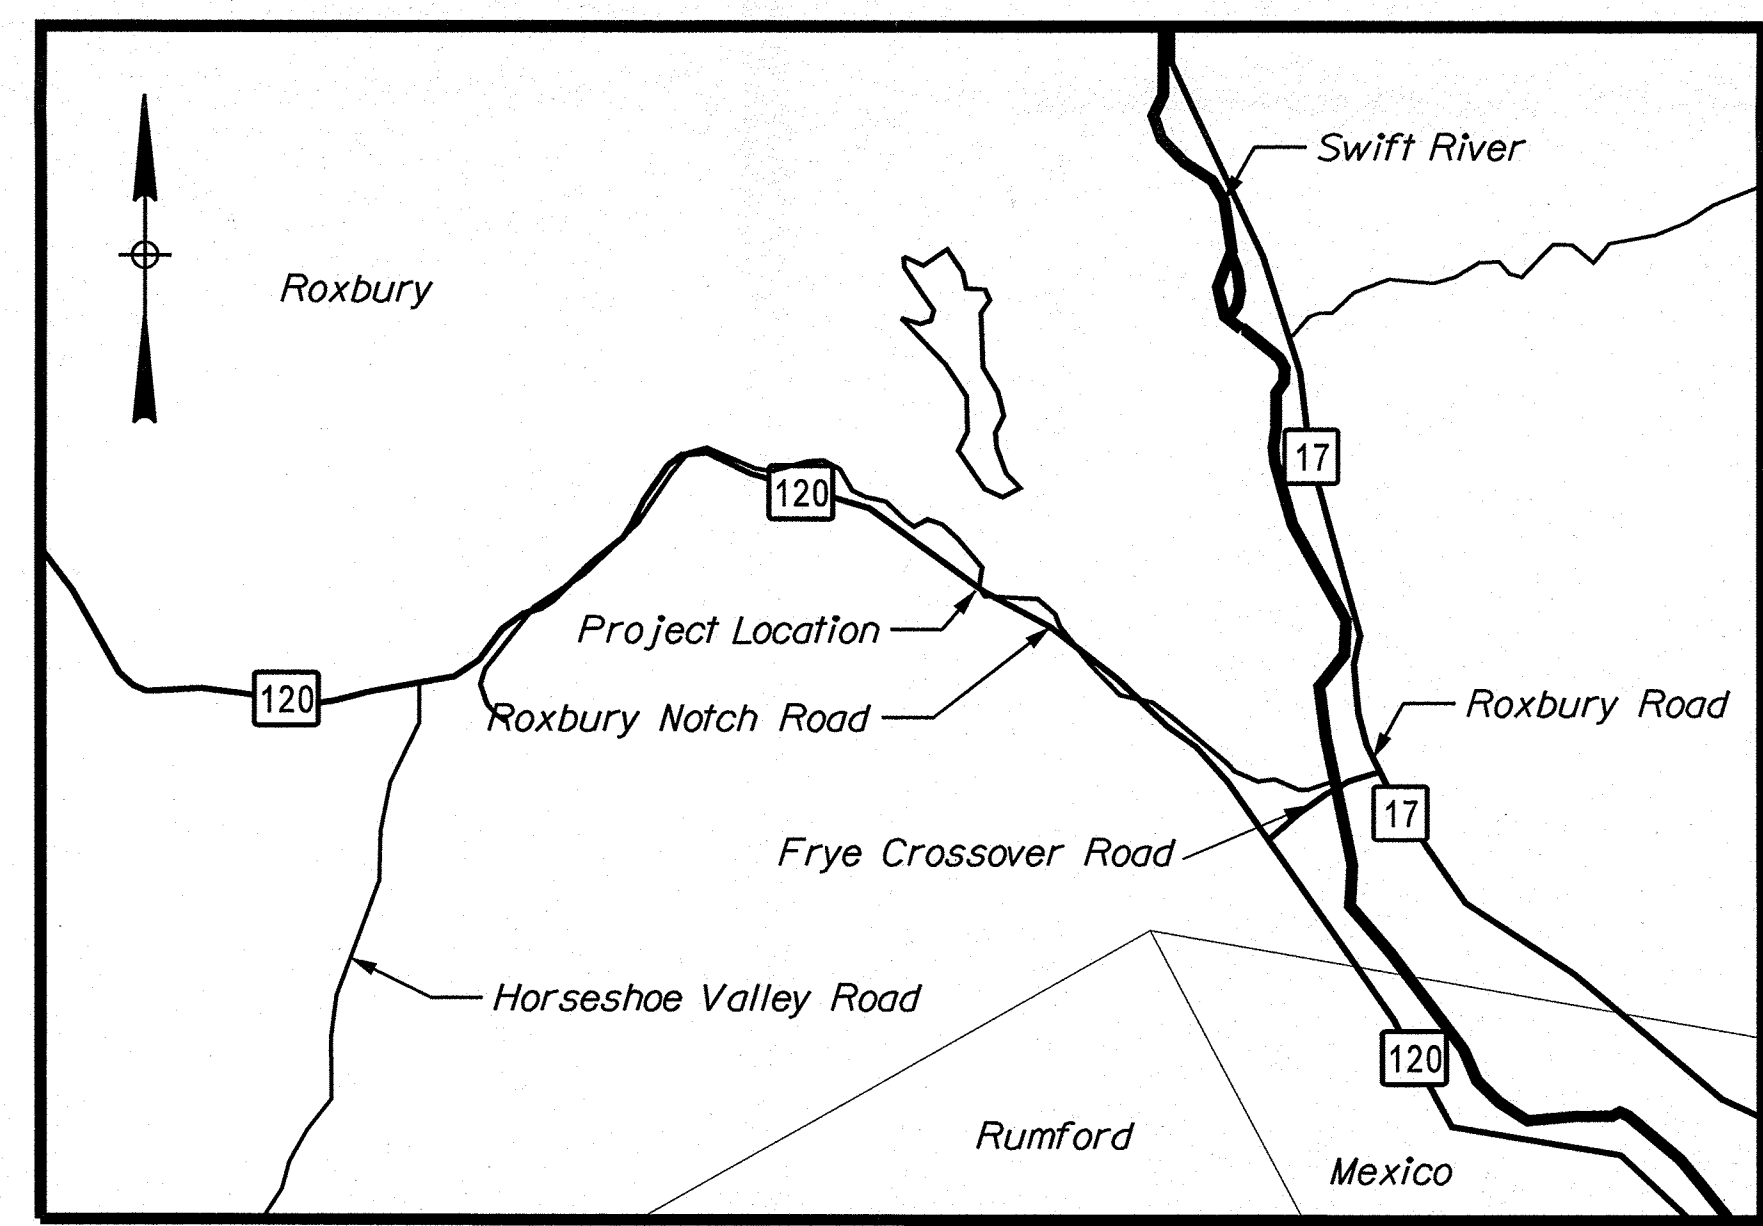 Swift River
Roxbury
17
120
Project Location
120
Roxbury Notch Road
Roxbury Road
17
Frye Crossover Road
Horseshoe Valley Road
120
Rumford
Mexico